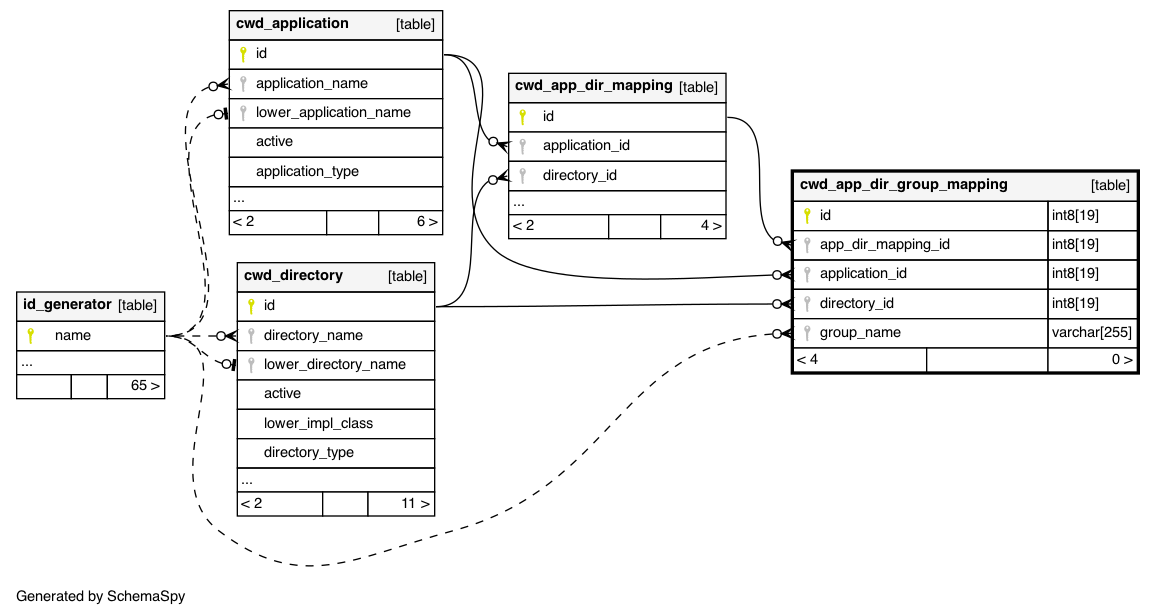 cwd_application [table]
id
application_name
lower_application_name
active
application_type
...
< 2 6 >
cwd_app_dir_mapping [table]
id
application_id
directory_id
...
< 2 4 >
cwd_app_dir_group_mapping [table]
id int8[19]
app_dir_mapping_id int8[19]
application_id int8[19]
directory_id int8[19]
group_name varchar[255]
< 4 0 >
cwd_directory [table]
id
directory_name
lower_directory_name
active
lower_impl_class
directory_type
...
< 2 11 >
id_generator [table]
name
...
65 >
Generated by SchemaSpy